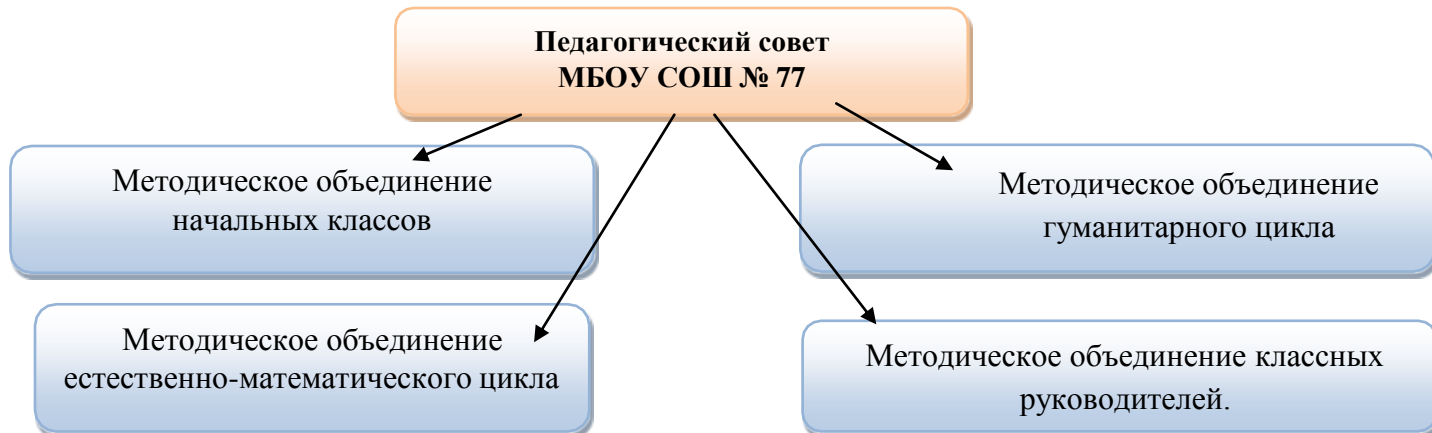 Педагогический совет
МБОУ СОШ № 77
Методическое объединение
начальных классов
Методическое объединение
гуманитарного цикла
Методическое объединение
естественно-математического цикла
Методическое объединение классных
руководителей.